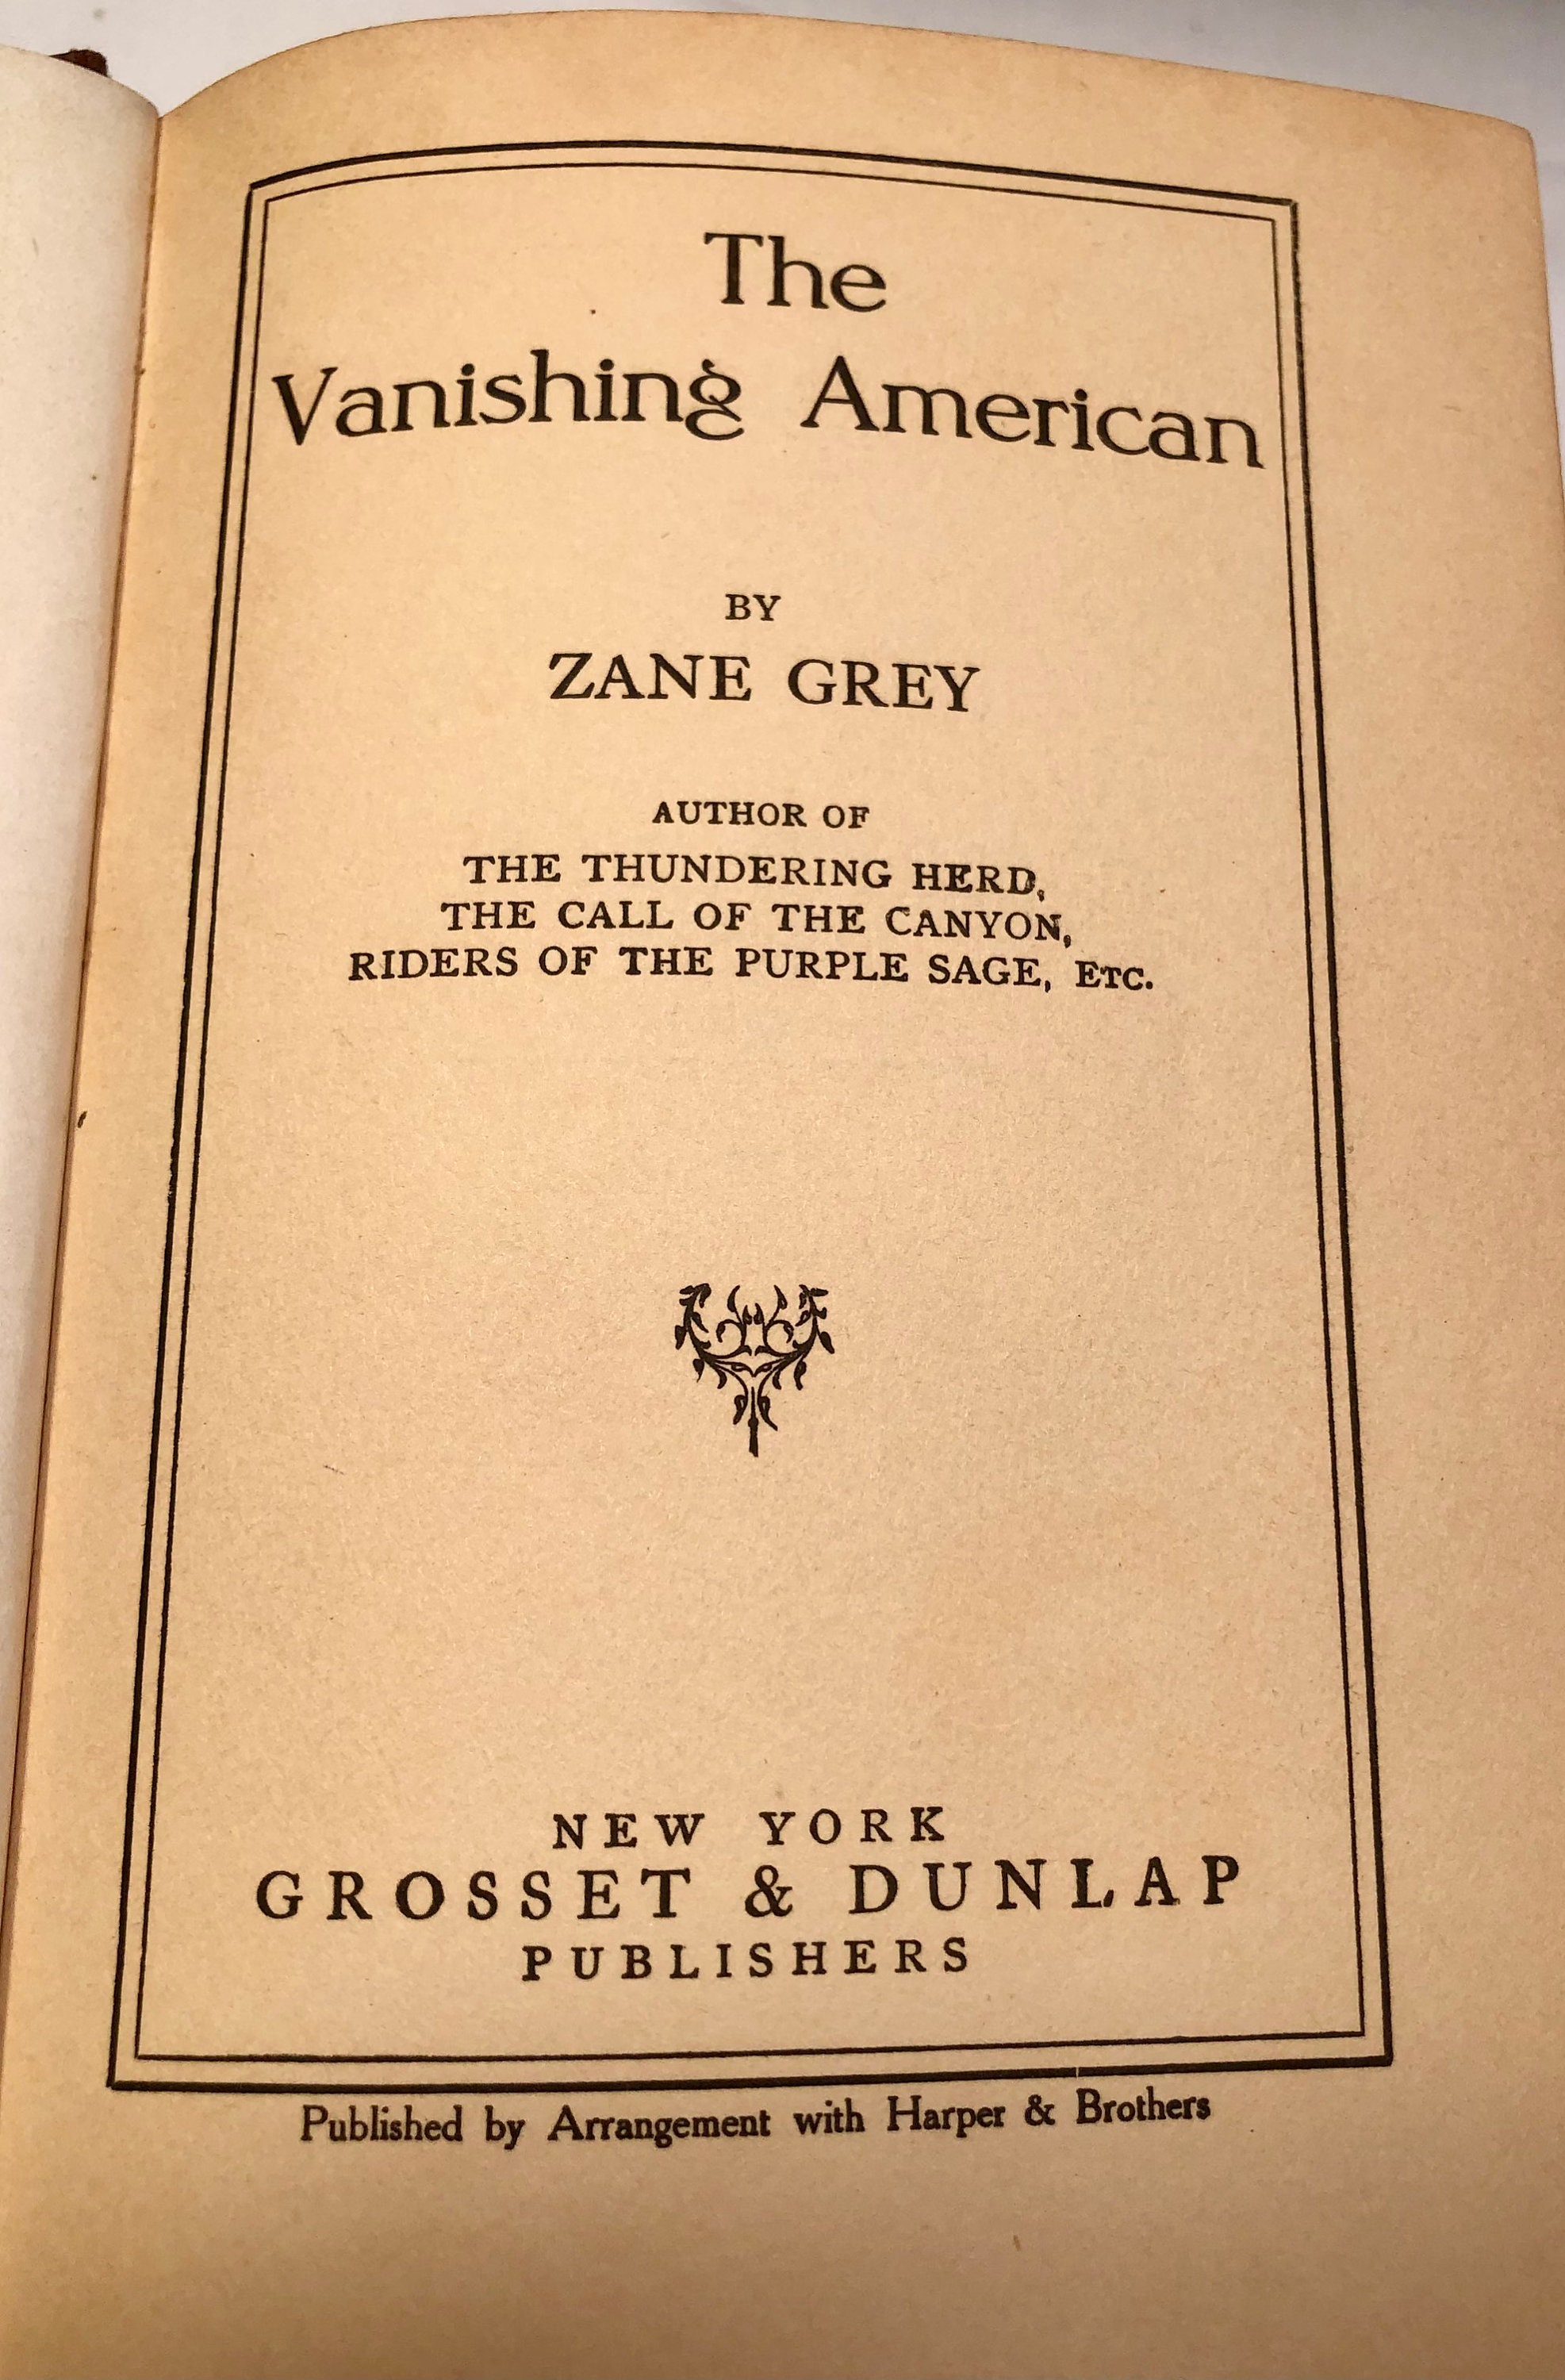 The
Vanishing American
BY
ZANE GREY
AUTHOR OF
THE THUNDERING HERD,
THE CALL OF THE CANYON,
RIDERS OF THE PURPLE SAGE, ETC.
NEW YORK
GROSSET & DUNLAP
PUBLISHERS
Published by Arrangement with Harper & Brothers